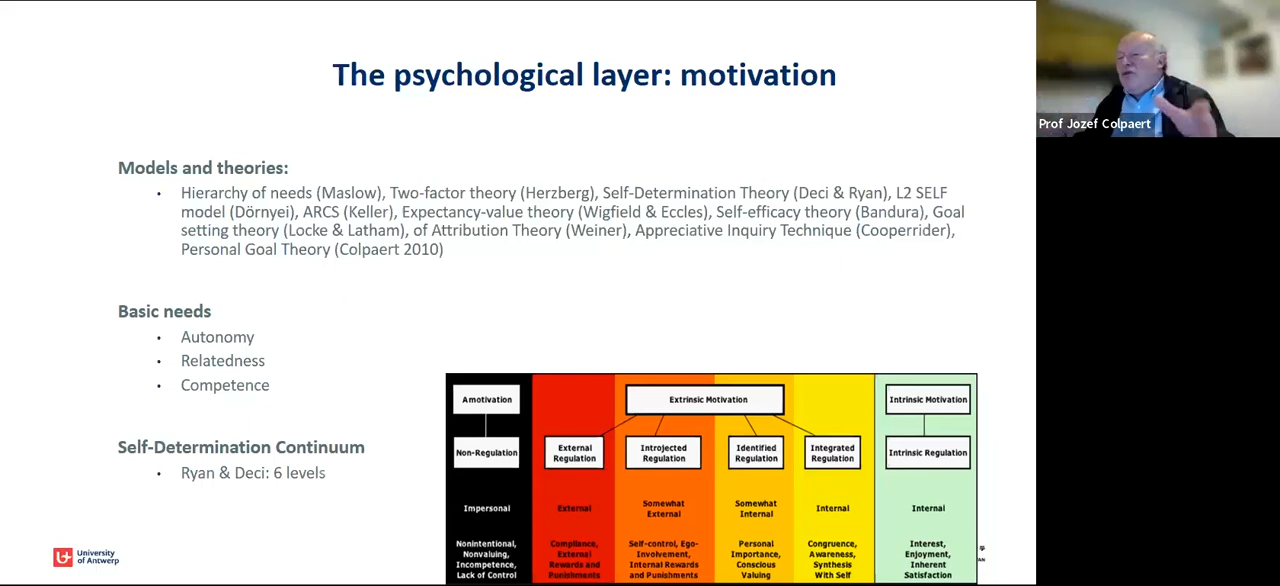 The psychological layer: motivation
Prof Jozef Colpaert
Models and theories:
• Hierarchy of needs (Maslow), Two-factor theory (Herzberg), Self-Determination Theory (Deci & Ryan), L2 SELF
model (Dörnyei), ARCS (Keller), Expectancy-value theory (Wigfield & Eccles), Self-efficacy theory (Bandura), Goal
setting theory (Locke & Latham), of Attribution Theory (Weiner), Appreciative Inquiry Technique (Cooperrider),
Personal Goal Theory (Colpaert 2010)
Basic needs
• Autonomy
• Relatedness
• Competence
Self-Determination Continuum
• Ryan & Deci: 6 levels
Amotivation
Extrinsic Motivation
Intrinsic Motivation
Non-Regulation
External
Regulation
Introjected
Regulation
Identified
Regulation
Integrated
Regulation
Intrinsic Regulation
Impersonal
External
Somewhat
External
Somewhat
Internal
Internal
Internal
Nonintentional,
Nonvaluing,
Incompetence,
Lack of Control
Compliance,
External
Rewards and
Punishments
Self-control, Ego-
Involvement,
Internal Rewards
and Punishments
Personal
Importance,
Conscious
Valuing
Congruence,
Awareness,
Synthesis
With Self
Interest,
Enjoyment,
Inherent
Satisfaction
University
of Antwerp